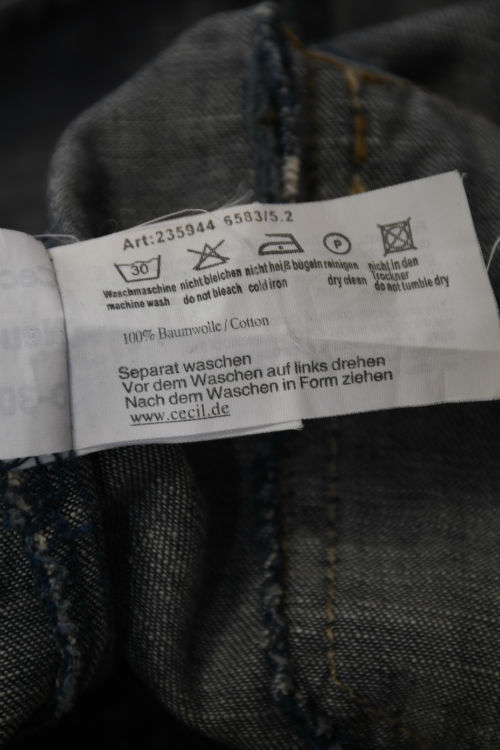 Art:235944 6583/5.2
30 P
Waschmaschine nicht bleichen nicht heiß bügeln reinigen nicht in den Trockner
machine wash do not bleach cold iron dry clean do not tumble dry
100% Baumwolle / Cotton
Separat waschen
Vor dem Waschen auf links drehen
Nach dem Waschen in Form ziehen
www.cecil.de